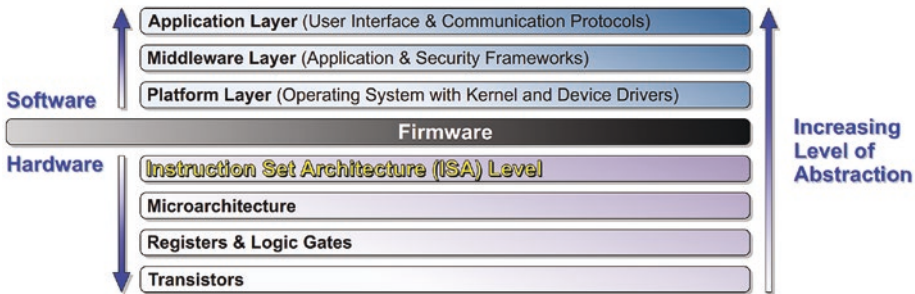 Application Layer (User Interface & Communication Protocols)
Middleware Layer (Application & Security Frameworks)
Software
Platform Layer (Operating System with Kernel and Device Drivers)
Firmware
Hardware
Instruction Set Architecture (ISA) Level
Microarchitecture
Registers & Logic Gates
Transistors
Increasing
Level of
Abstraction